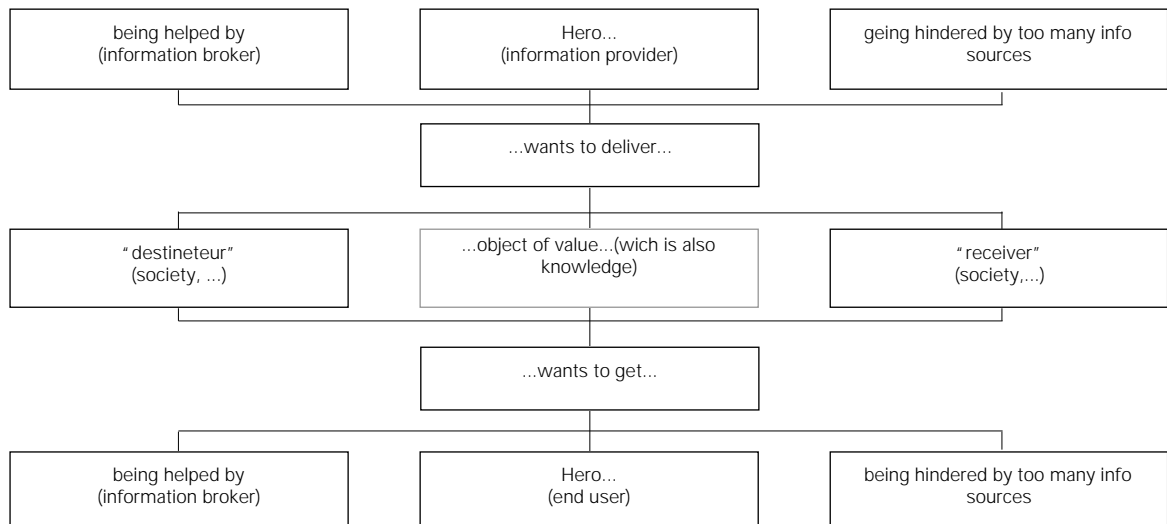 being helped by
(information broker)
Hero...
(information provider)
geing hindered by too many info
sources
...wants to deliver...
“destineteur”
(society, ...)
...object of value...(wich is also
knowledge)
“receiver”
(society,...)
...wants to get...
being helped by
(information broker)
Hero...
(end user)
being hindered by too many info
sources